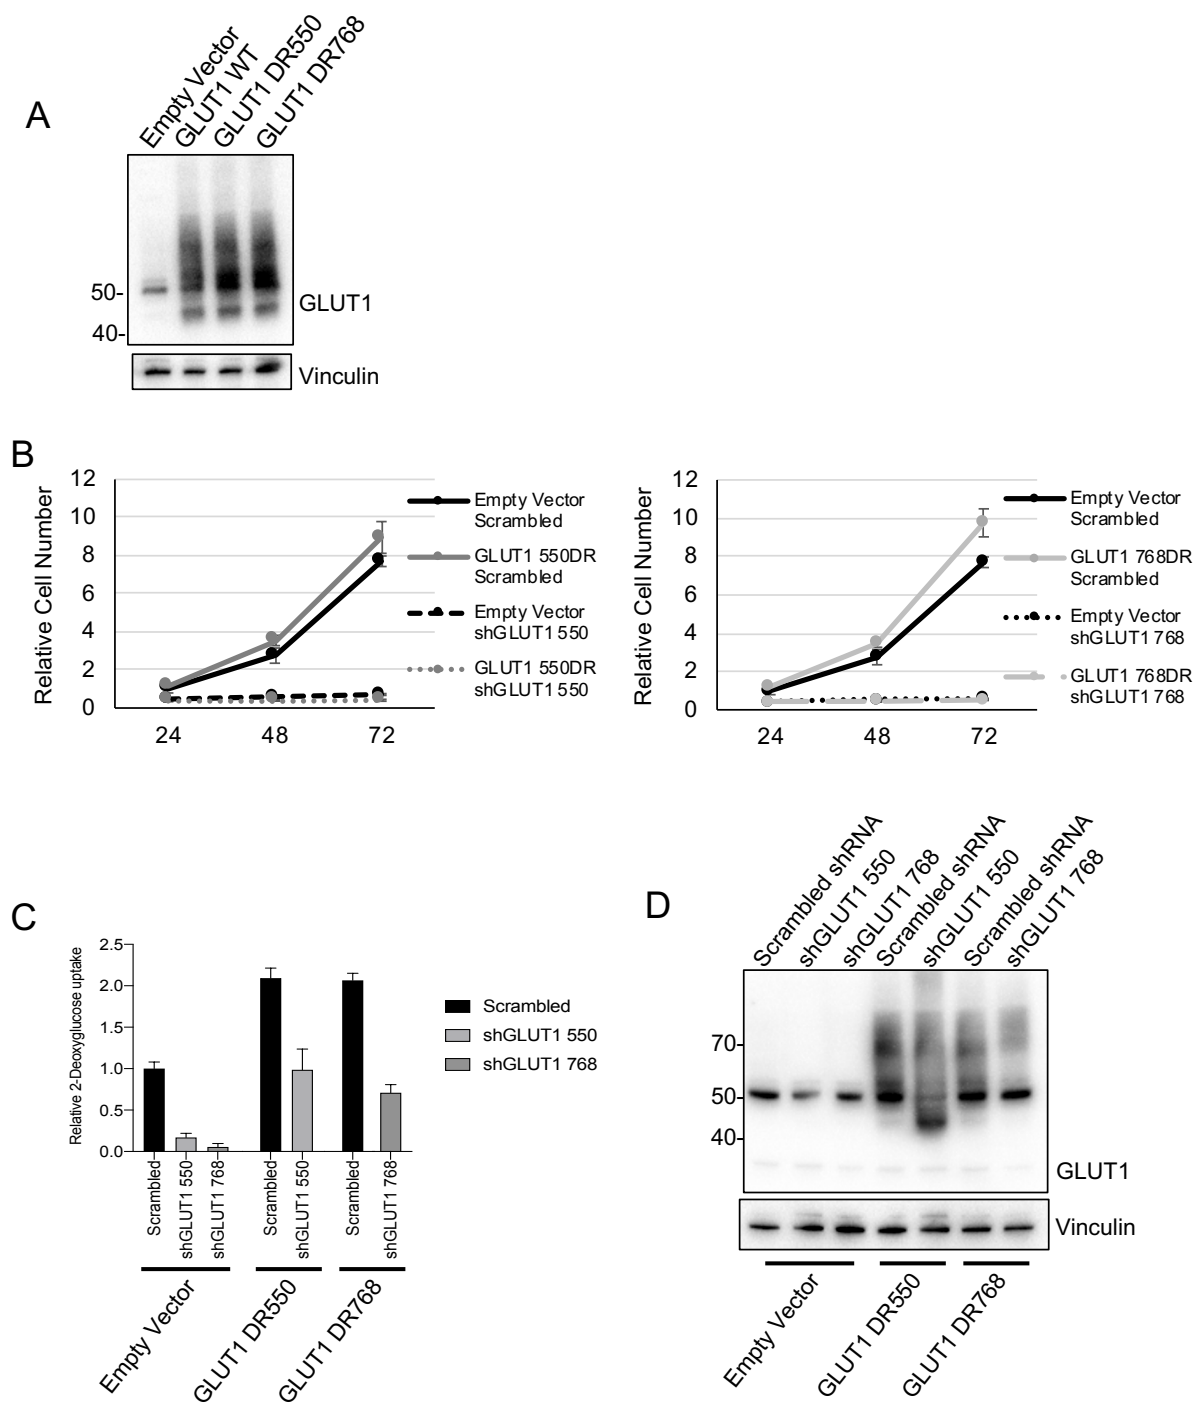 A
Empty Vector
GLUT1 WT
GLUT1 DR550
GLUT1 DR768
50-
40-
GLUT1
Vinculin
B
Relative Cell Number
12
10
8
6
4
2
0
24 48 72
Empty Vector
Scrambled
GLUT1 550DR
Scrambled
Empty Vector
shGLUT1 550
GLUT1 550DR
shGLUT1 550
Relative Cell Number
12
10
8
6
4
2
0
24 48 72
Empty Vector
Scrambled
GLUT1 768DR
Scrambled
Empty Vector
shGLUT1 768
GLUT1 768DR
shGLUT1 768
C
Relative 2-Deoxyglucose uptake
2.5
2.0
1.5
1.0
0.5
0.0
Scrambled
shGLUT1 550
shGLUT1 768
Scrambled
shGLUT1 550
Scrambled
shGLUT1 768
Empty Vector
GLUT1 DR550
GLUT1 DR768
Scrambled
shGLUT1 550
shGLUT1 768
D
Scrambled shRNA
shGLUT1 550
shGLUT1 768
Scrambled shRNA
shGLUT1 550
Scrambled shRNA
shGLUT1 768
70-
50-
40-
GLUT1
Vinculin
Empty Vector
GLUT1 DR550
GLUT1 DR768